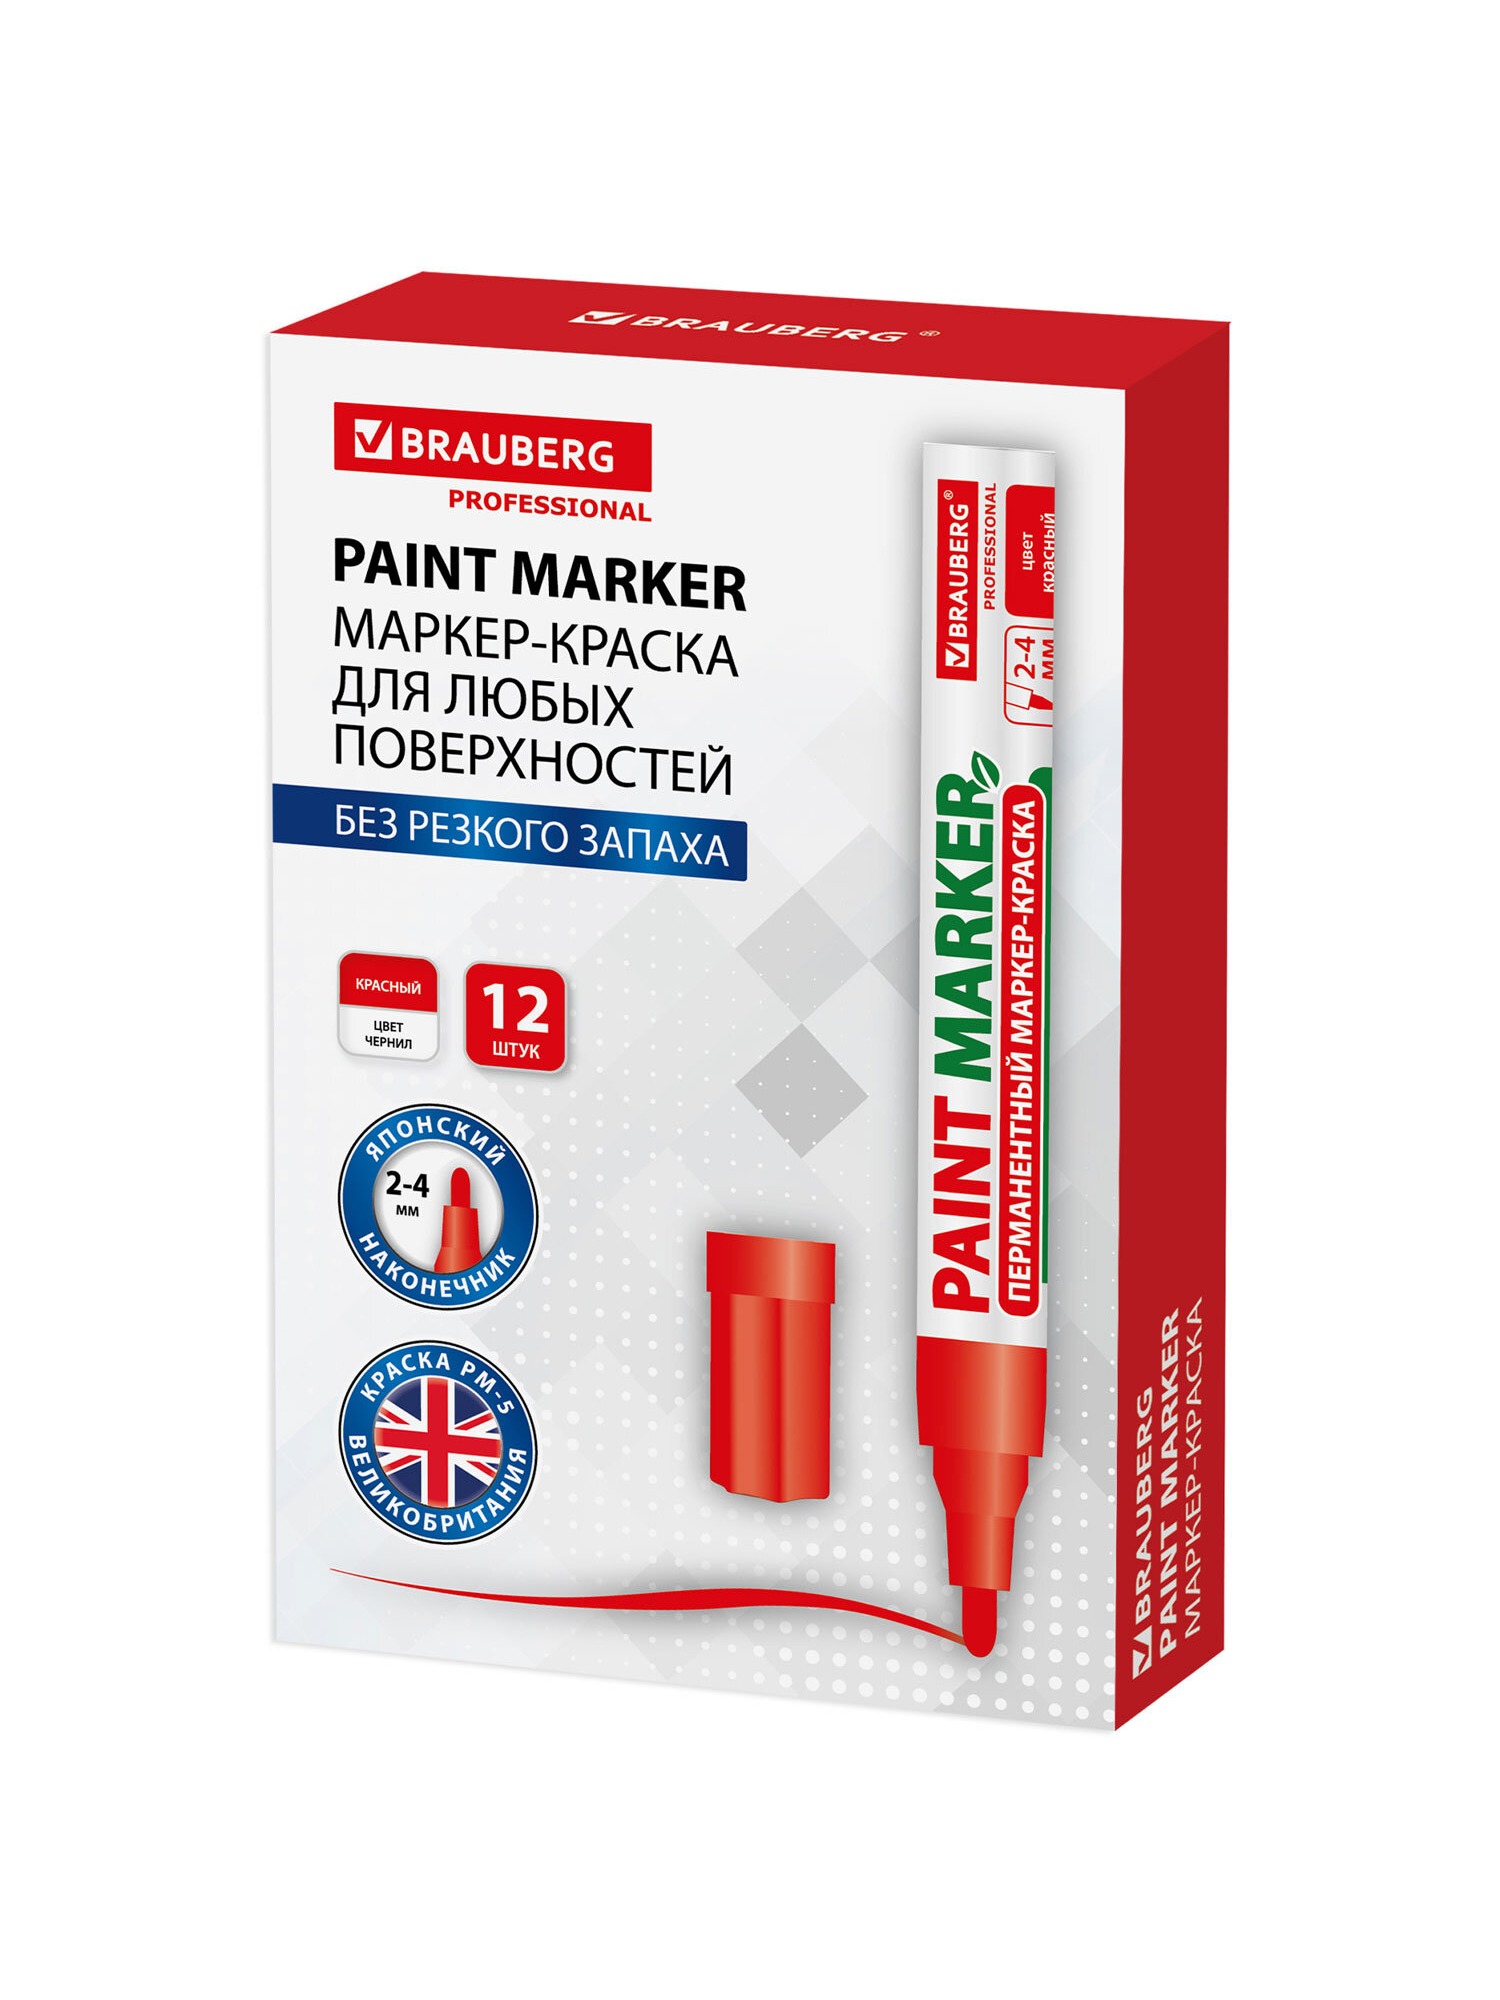 BRAUBERG ®
BRAUBERG
PROFESSIONAL
PAINT MARKER
МАРКЕР-КРАСКА
ДЛЯ ЛЮБЫХ
ПОВЕРХНОСТЕЙ
БЕЗ РЕЗКОГО ЗАПАХА
КРАСНЫЙ
ЦВЕТ
ЧЕРНИЛ
12
ШТУК
ЯПОНСКИЙ
2-4
мм
НАКОНЕЧНИК
КРАСКА PM-5
ВЕЛИКОБРИТАНИЯ
BRAUBERG®
PROFESSIONAL
цвет
красный
2-4
мм
PAINT MARKER
ПЕРМАНЕНТНЫЙ МАРКЕР-КРАСКА
BRAUBERG
PAINT MARKER
МАРКЕР-КРАСКА